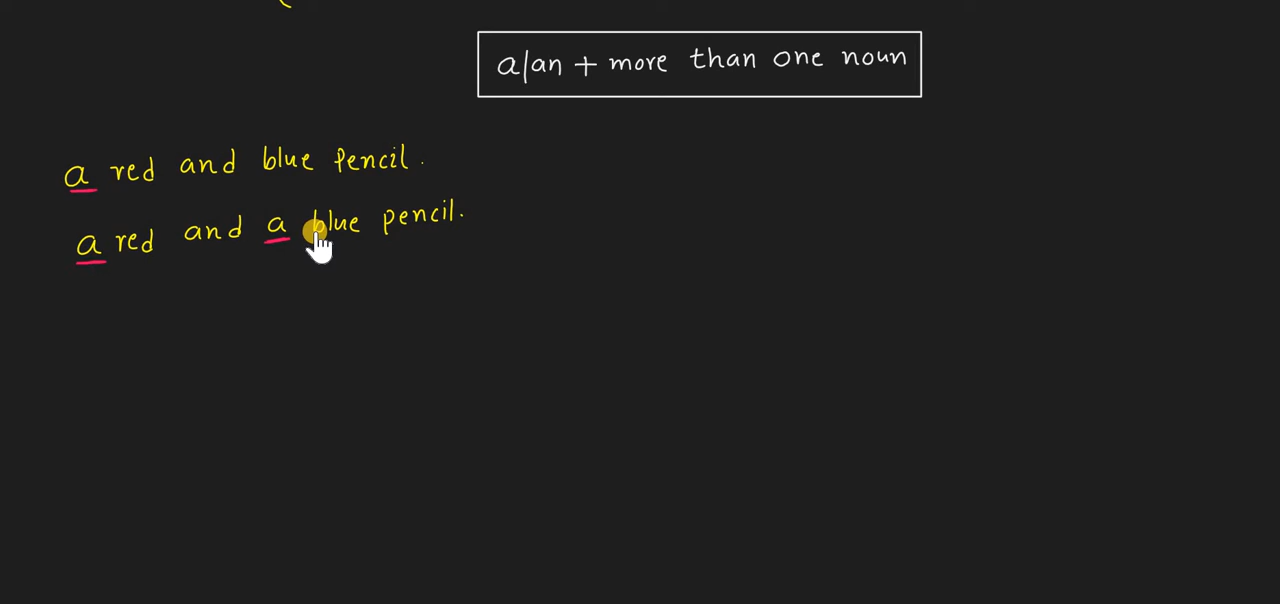 a/an + more than one noun
a red and blue pencil.
a red and a blue pencil.